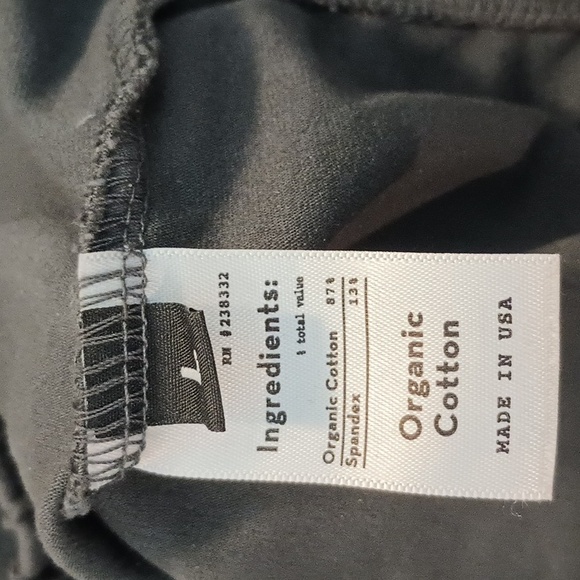 L
RN #238332
Ingredients:
% total value
Organic Cotton 87%
Spandex 13%
Organic
Cotton
MADE IN USA